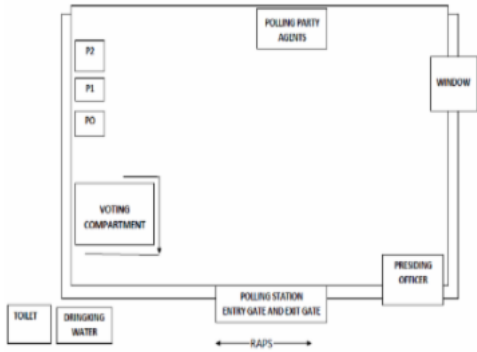 POLLING PARTY
AGENTS
P2
WINDOW
P1
PO
VOTING
COMPARTMENT
PRESIDING
OFFICER
POLLING STATION
ENTRY GATE AND EXIT GATE
TOILET
DRINGKING
WATER
RAPS